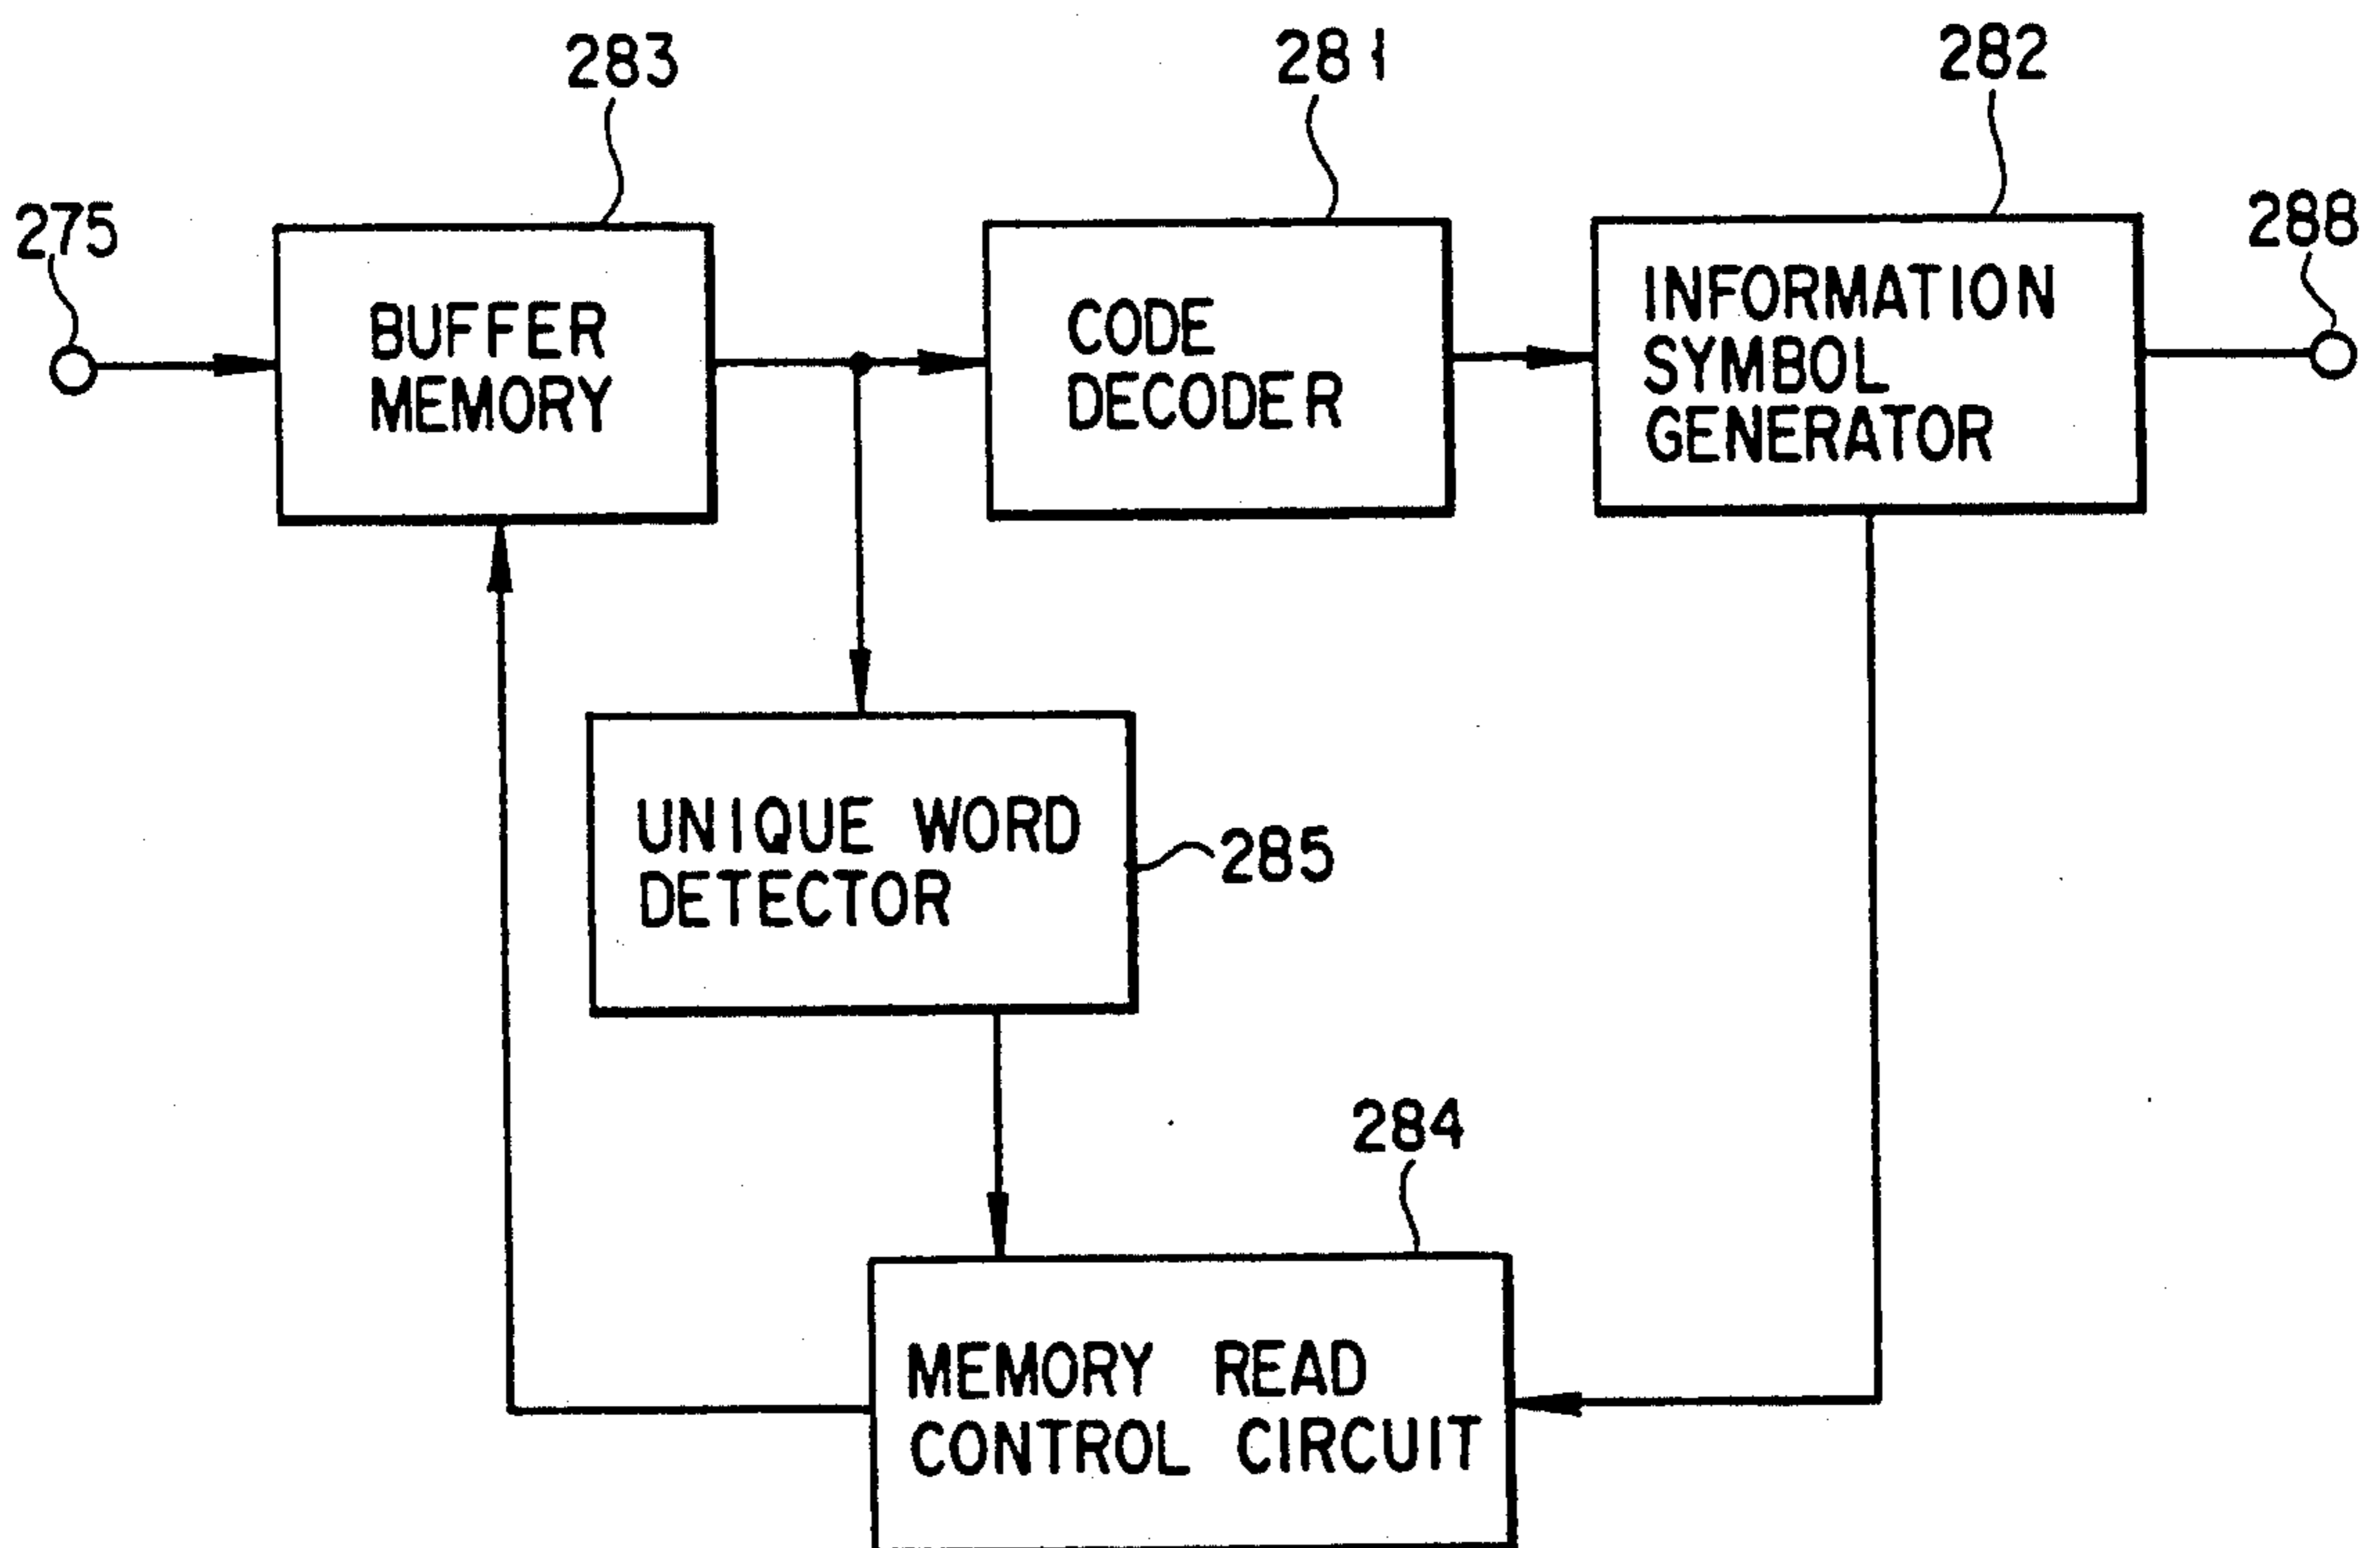 283
281
282
275
288
BUFFER
MEMORY
CODE
DECODER
INFORMATION
SYMBOL
GENERATOR
UNIQUE WORD
DETECTOR
285
284
MEMORY READ
CONTROL CIRCUIT